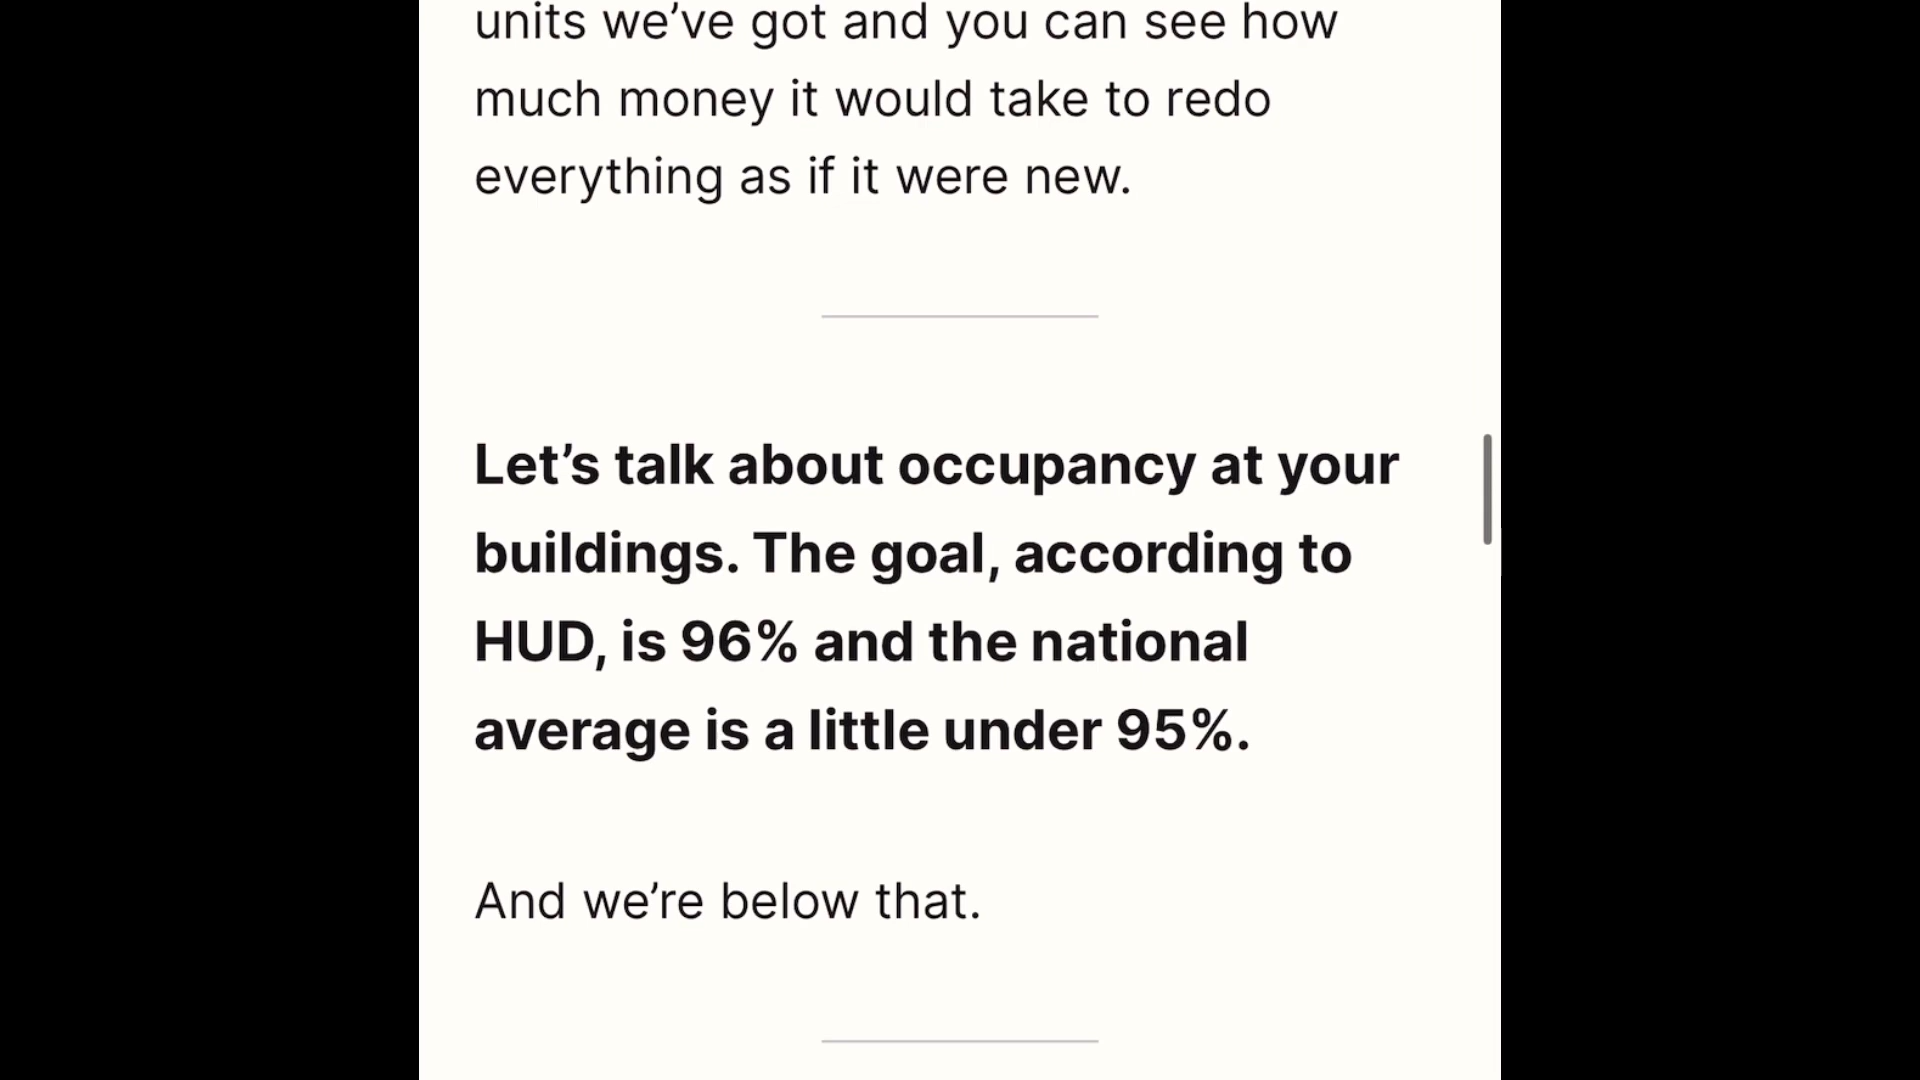 units we’ve got and you can see how
much money it would take to redo
everything as if it were new.
Let’s talk about occupancy at your
buildings. The goal, according to
HUD, is 96% and the national
average is a little under 95%.
And we’re below that.